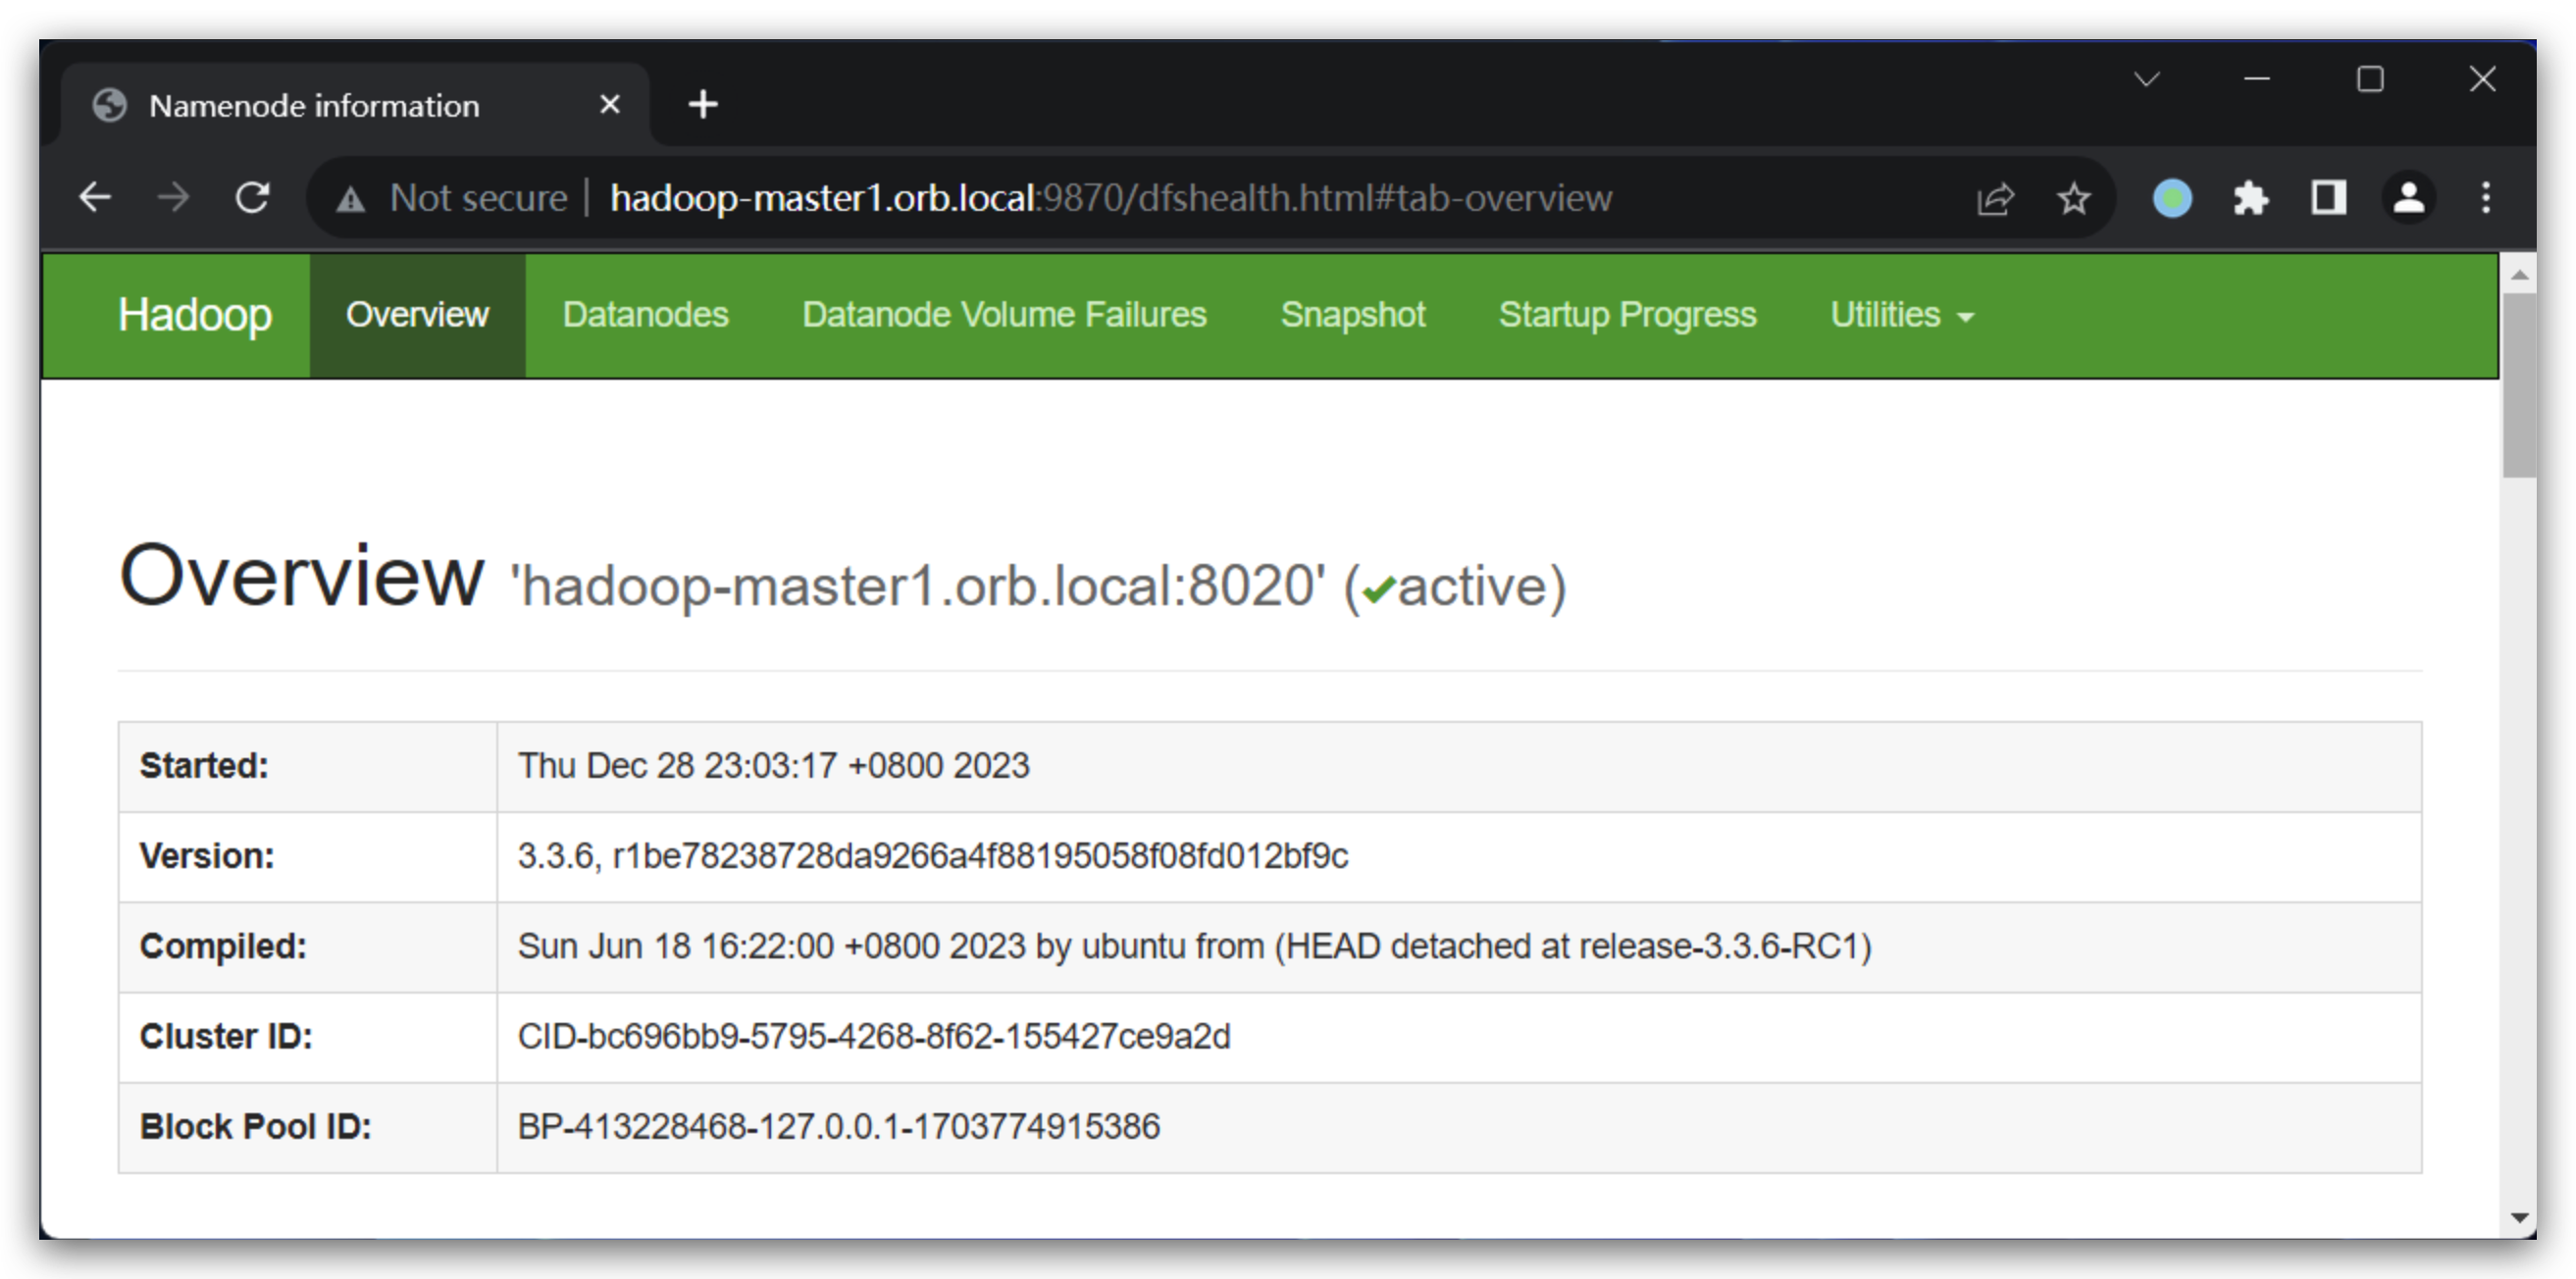 Namenode information
Not secure | hadoop-master1.orb.local:9870/dfshealth.html#tab-overview
Hadoop Overview Datanodes Datanode Volume Failures Snapshot Startup Progress Utilities
Overview 'hadoop-master1.orb.local:8020' (✔active)
Started: Thu Dec 28 23:03:17 +0800 2023
Version: 3.3.6, r1be78238728da9266a4f88195058f08fd012bf9c
Compiled: Sun Jun 18 16:22:00 +0800 2023 by ubuntu from (HEAD detached at release-3.3.6-RC1)
Cluster ID: CID-bc696bb9-5795-4268-8f62-155427ce9a2d
Block Pool ID: BP-413228468-127.0.0.1-1703774915386